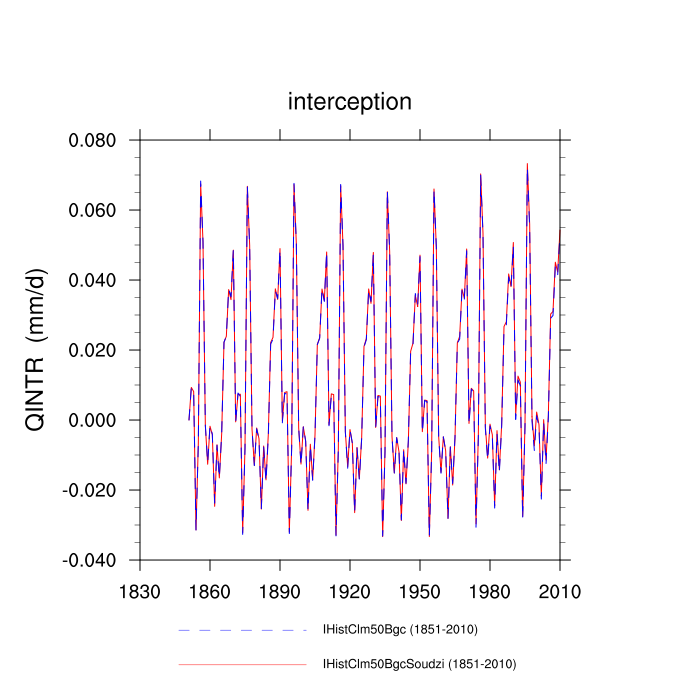 interception
0.080
0.060
0.040
0.020
0.000
-0.020
-0.040
QINTR (mm/d)
1830 1860 1890 1920 1950 1980 2010
IHistClm50Bgc (1851-2010)
IHistClm50BgcSoudzi (1851-2010)